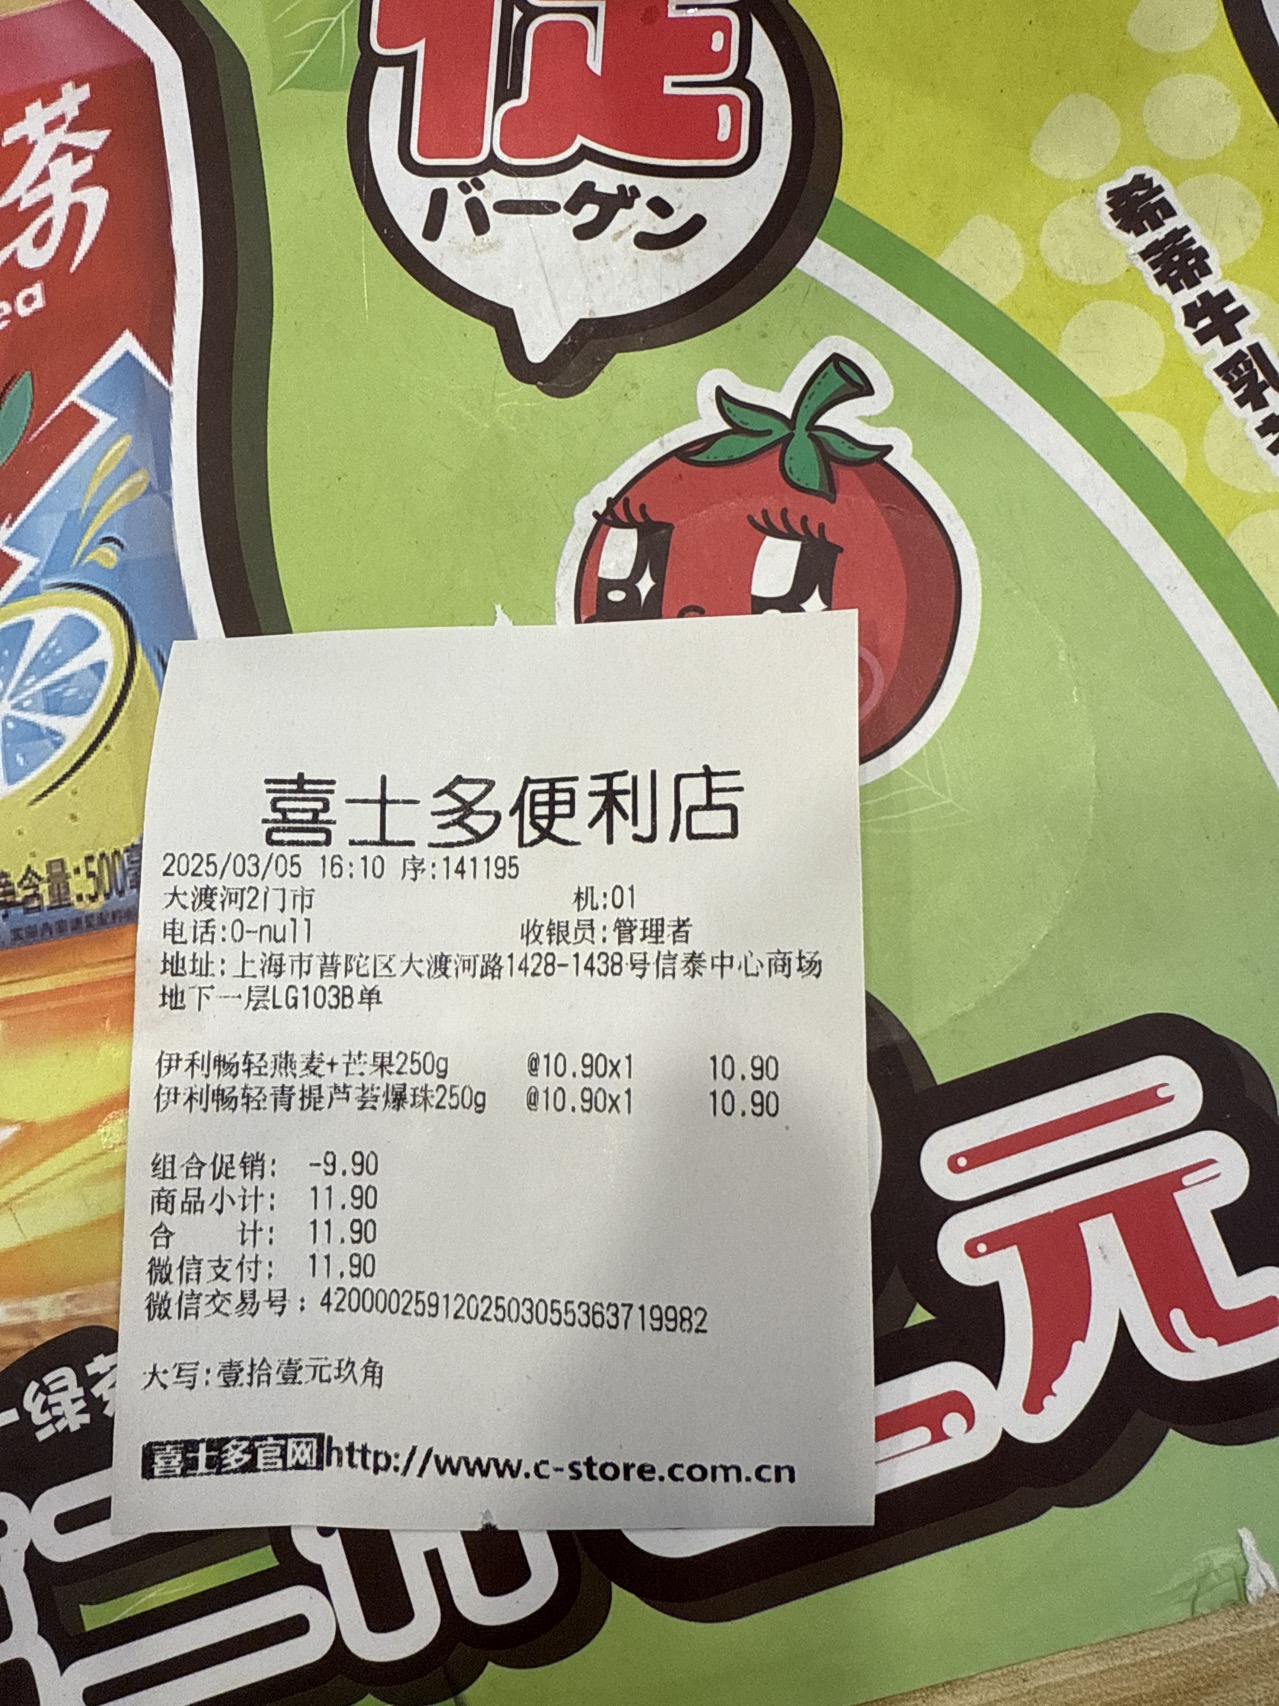 茶
ea
促
バーゲン
希蒂牛乳
净含量:500
喜士多便利店
2025/03/05 16:10 序:141195
大渡河2门市 机:01
电话:0-null 收银员:管理者
地址:上海市普陀区大渡河路1428-1438号信泰中心商场
地下一层LG103B单
伊利畅轻燕麦+芒果250g @10.90x1 10.90
伊利畅轻青提芦荟爆珠250g @10.90x1 10.90
组合促销: -9.90
商品小计: 11.90
合 计: 11.90
微信支付: 11.90
微信交易号: 4200002591202503055363719982
大写:壹拾壹元玖角
喜士多官网http://www.c-store.com.cn
元
绿茶